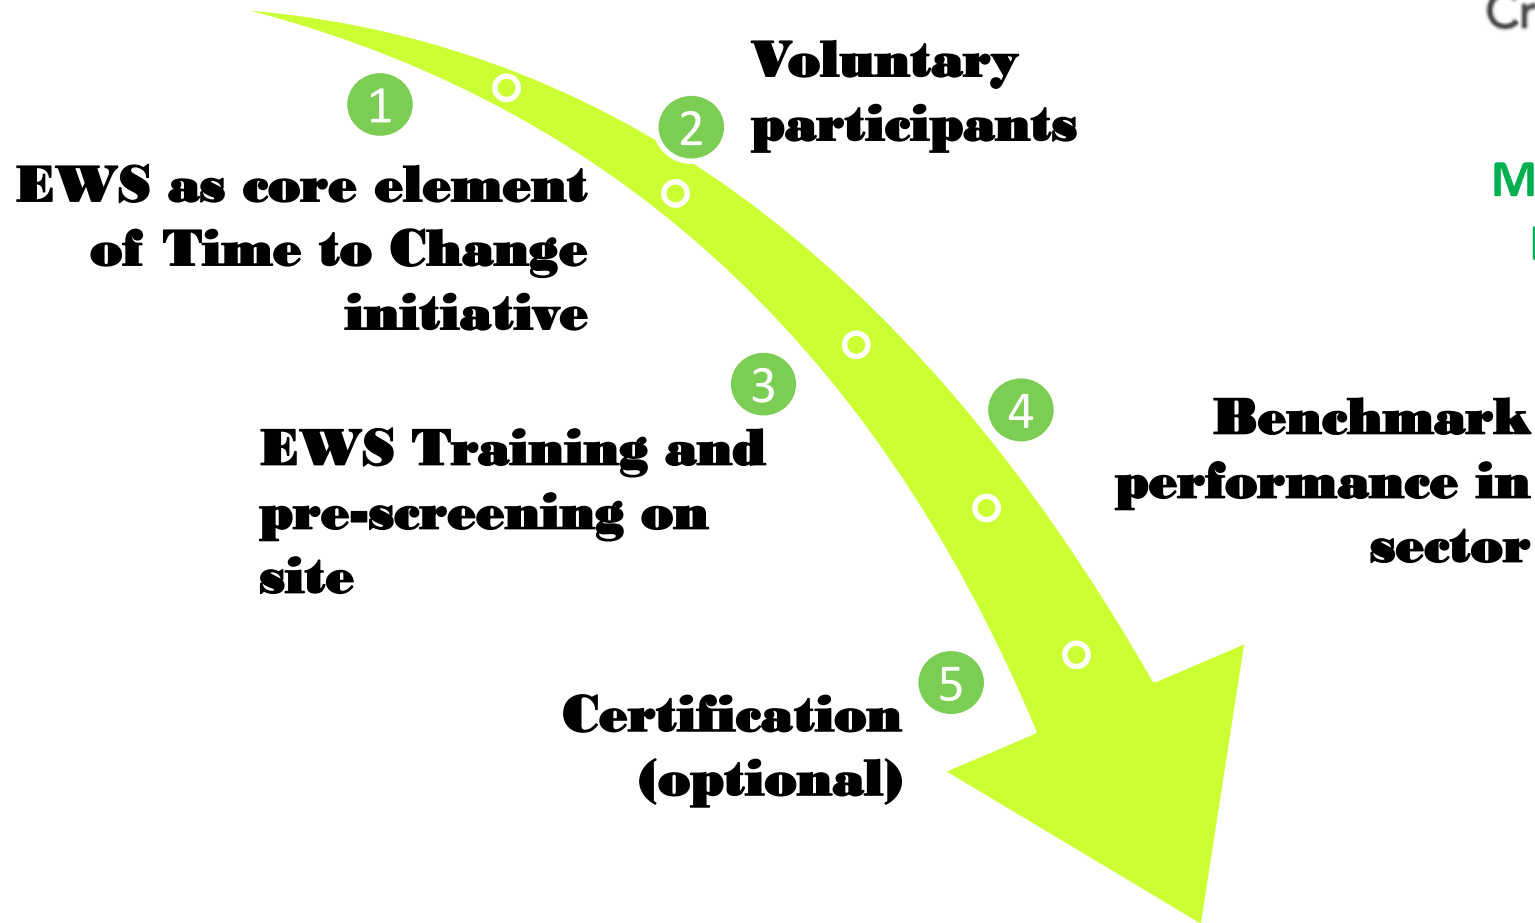 1
EWS as core element
of Time to Change
initiative
2
Voluntary
participants
3
EWS Training and
pre-screening on
site
4
Benchmark
performance in
sector
5
Certification
(optional)